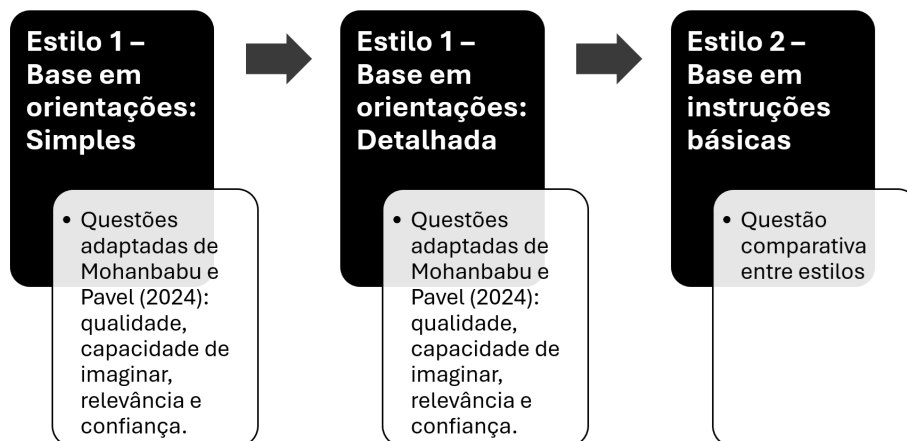 Estilo 1 –
Base em
orientações:
Simples
• Questões
adaptadas de
Mohanbabu e
Pavel (2024):
qualidade,
capacidade de
imaginar,
relevância e
confiança.
Estilo 1 –
Base em
orientações:
Detalhada
• Questões
adaptadas de
Mohanbabu e
Pavel (2024):
qualidade,
capacidade de
imaginar,
relevância e
confiança.
Estilo 2 –
Base em
instruções
básicas
• Questão
comparativa
entre estilos